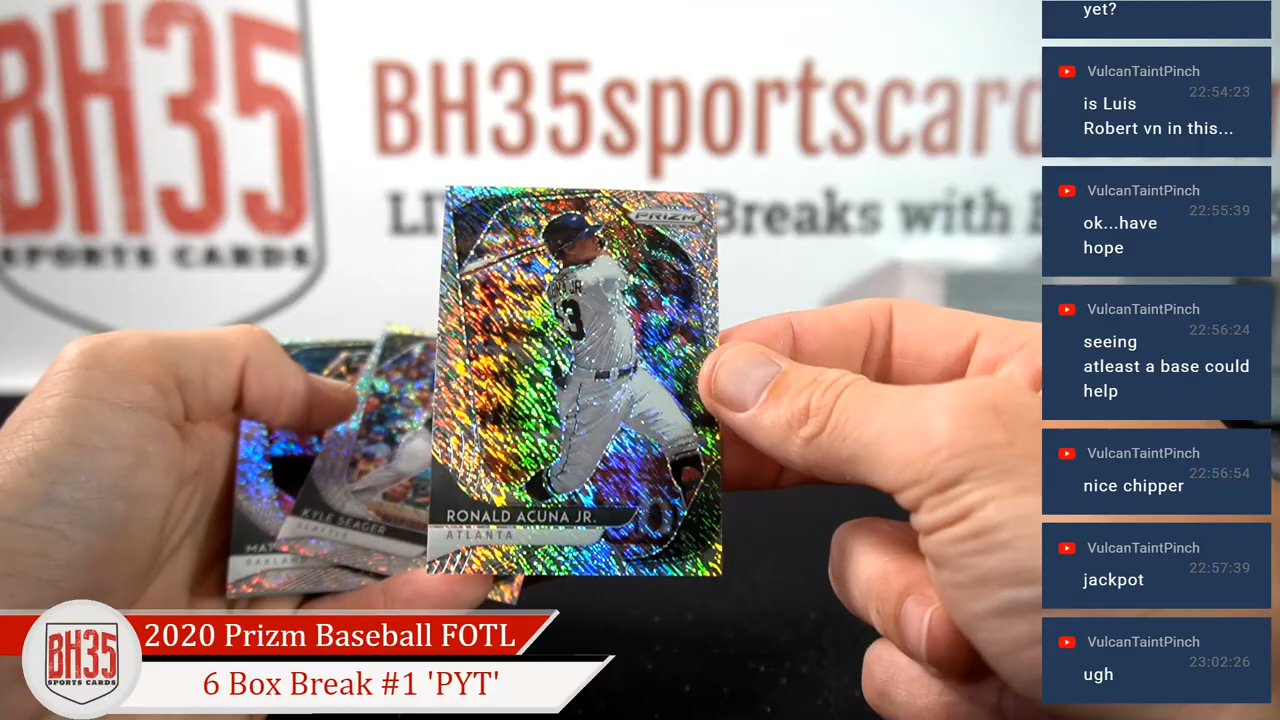 BH35
SPORTS CARDS
BH35sportscard
Breaks with
PRIZM
13
RONALD ACUNA JR.
ATLANTA
KYLE SEAGER
SEATTLE
MAT
OAKLAN
BH35
SPORTS CARDS
2020 Prizm Baseball FOTL
6 Box Break #1 'PYT'
yet?
VulcanTaintPinch
22:54:23
is Luis
Robert vn in this...
VulcanTaintPinch
22:55:39
ok...have
hope
VulcanTaintPinch
22:56:24
seeing
atleast a base could
help
VulcanTaintPinch
22:56:54
nice chipper
VulcanTaintPinch
22:57:39
jackpot
VulcanTaintPinch
23:02:26
ugh